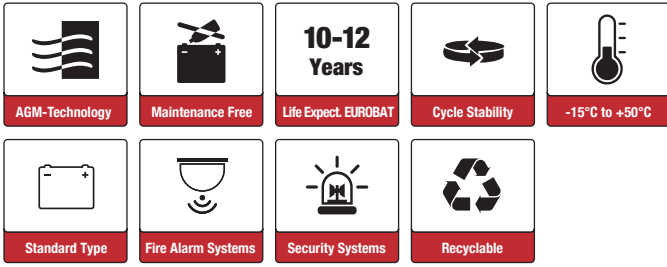 10-12
Years
AGM-Technology
Maintenance Free
Life Expect. EUROBAT
Cycle Stability
-15°C to +50°C
Standard Type
Fire Alarm Systems
Security Systems
Recyclable